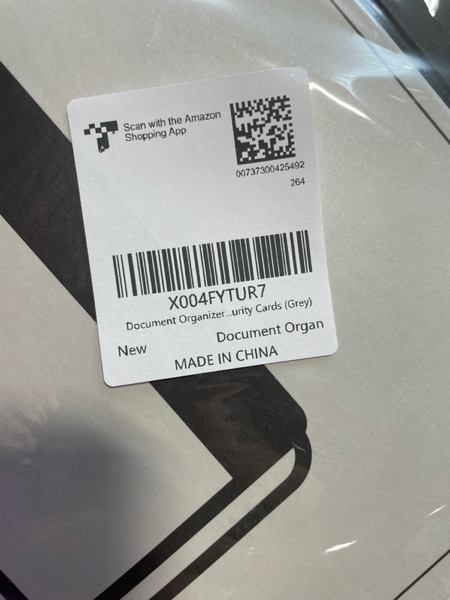 Scan with the Amazon
Shopping App
00737300425492
264
X004FYTUR7
Document Organizer...urity Cards (Grey)
New
Document Organ
MADE IN CHINA